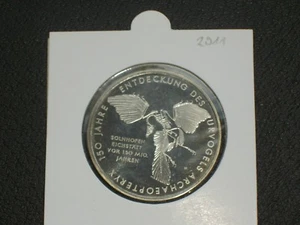 2011
150 JAHRE ENTDECKUNG DES URVOGELS ARCHAEOPTERYX
SOLNHOFEN
EICHSTÄTT
VOR 150 MIO.
JAHREN